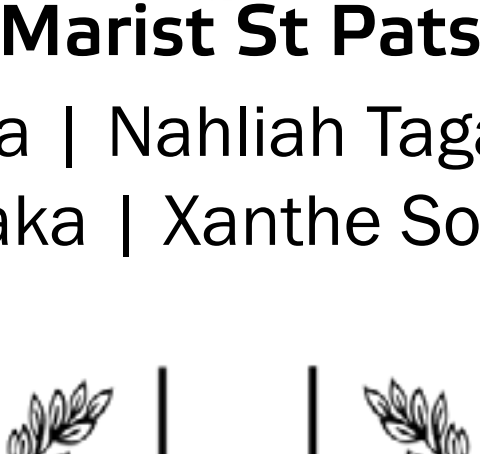 Marist St Pats
a | Nahliah Taga
aka | Xanthe So